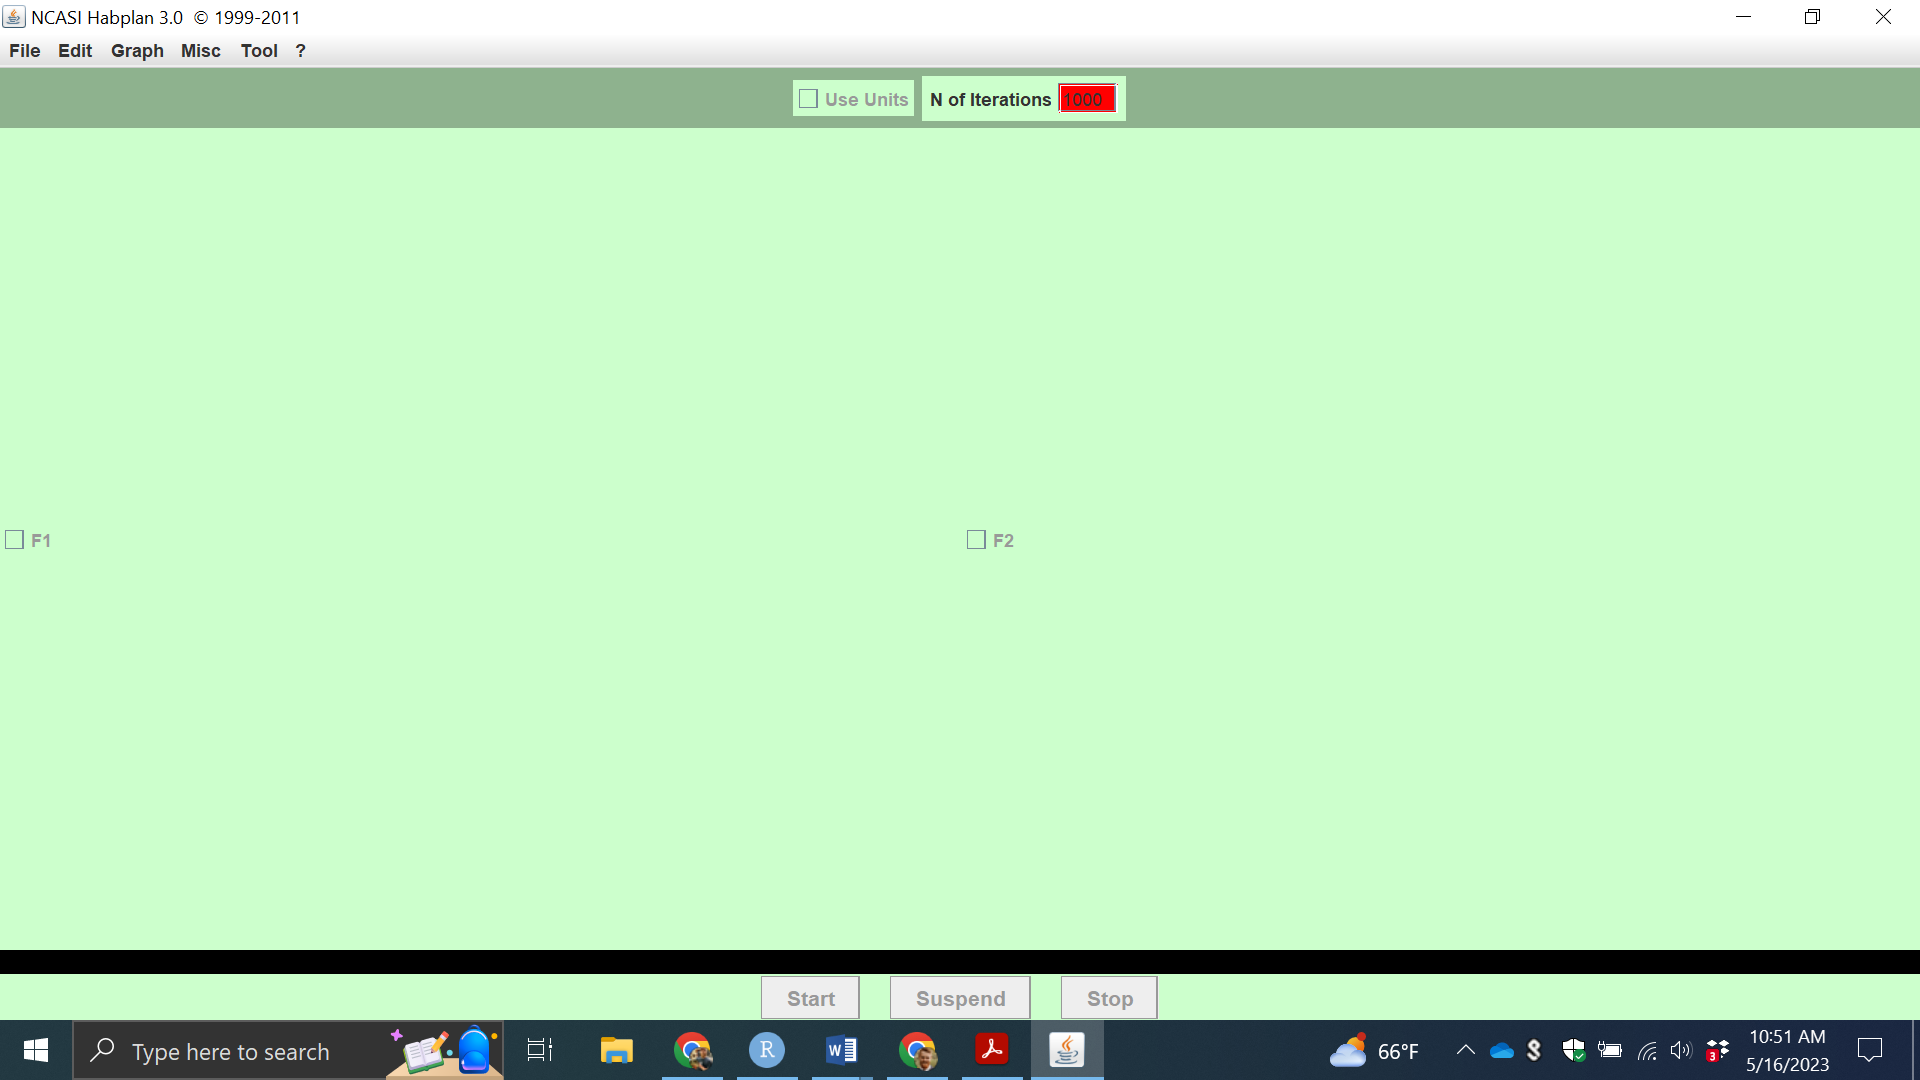 NCASI Habplan 3.0 © 1999-2011
File Edit Graph Misc Tool ?
Use Units N of Iterations 1000
F1 F2
Start Suspend Stop
Type here to search R W 66°F 3 10:51 AM
5/16/2023